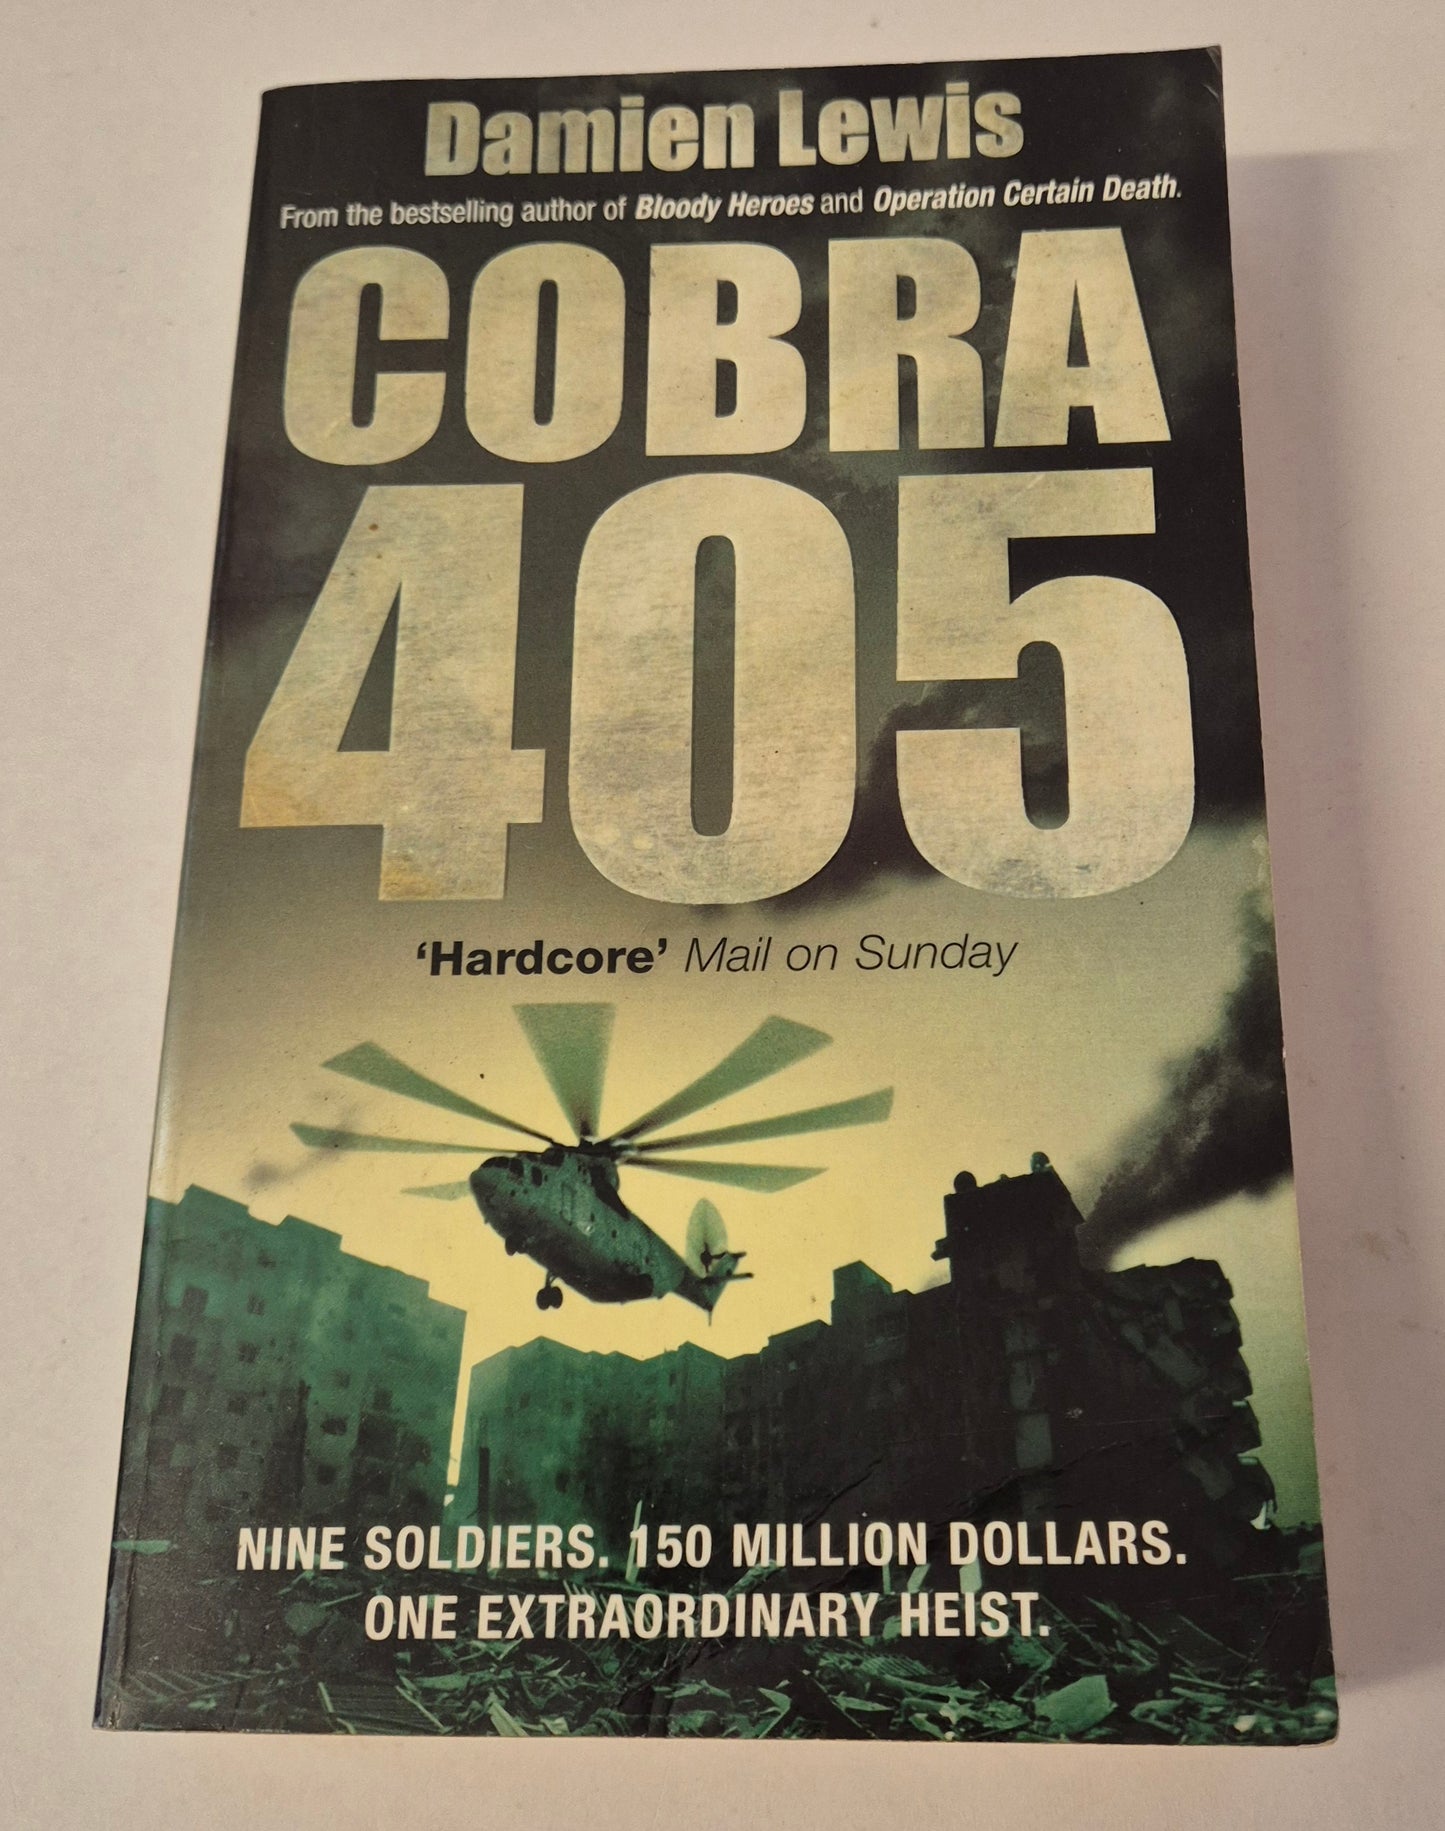 Damien Lewis
From the bestselling author of Bloody Heroes and Operation Certain Death.
COBRA
405
‘Hardcore’ Mail on Sunday
NINE SOLDIERS. 150 MILLION DOLLARS.
ONE EXTRAORDINARY HEIST.